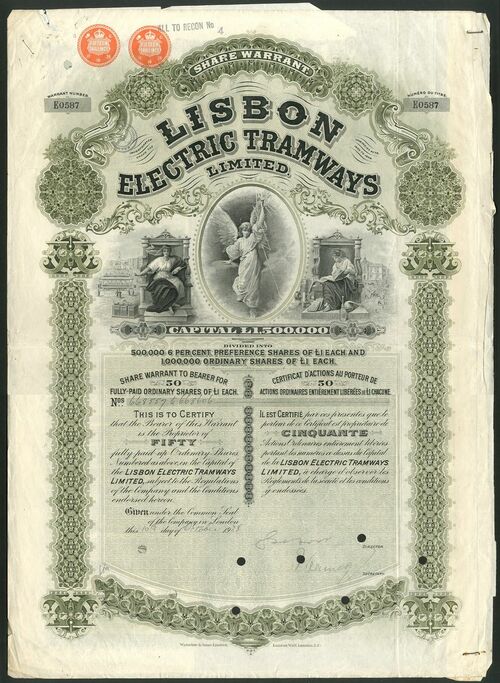 ALL TO RECON No
4
SHARE WARRANT
WARRANT NUMBER
E0587
NUMÉRO DU TITRE
E0587
LISBON
ELECTRIC TRAMWAYS
LIMITED.
CAPITAL £1,500,000
DIVIDED INTO
500,000 6 PER CENT. PREFERENCE SHARES OF £1 EACH AND
1,000,000 ORDINARY SHARES OF £1 EACH.
SHARE WARRANT TO BEARER FOR
50
FULLY-PAID ORDINARY SHARES OF £1 EACH.
Nos
THIS IS TO CERTIFY
that the Bearer of this Warrant
is the Proprietor of
FIFTY
fully paid up Ordinary Shares
Numbered as above, in the Capital of
the LISBON ELECTRIC TRAMWAYS
LIMITED, subject to the Regulations
of the Company and the Conditions
endorsed hereon.
Given under the Common Seal
of the Company in London
this day of 19
CERTIFICAT D'ACTIONS AU PORTEUR DE
50
ACTIONS ORDINAIRES ENTIÈREMENT LIBÉRÉES DE £1 CHACUNE.
IL EST CERTIFIÉ par ces présentes que le
porteur de ce Certificat est propriétaire de
CINQUANTE
Actions Ordinaires entièrement libérées
portant les numéros ci-dessus du Capital
de la LISBON ELECTRIC TRAMWAYS
LIMITED, à charge d'observer les
Règlements de la Société et les conditions
y endossées.
DIRECTOR
SECRETARY
Waterlow & Sons Limited,
London Wall, London, E.C.